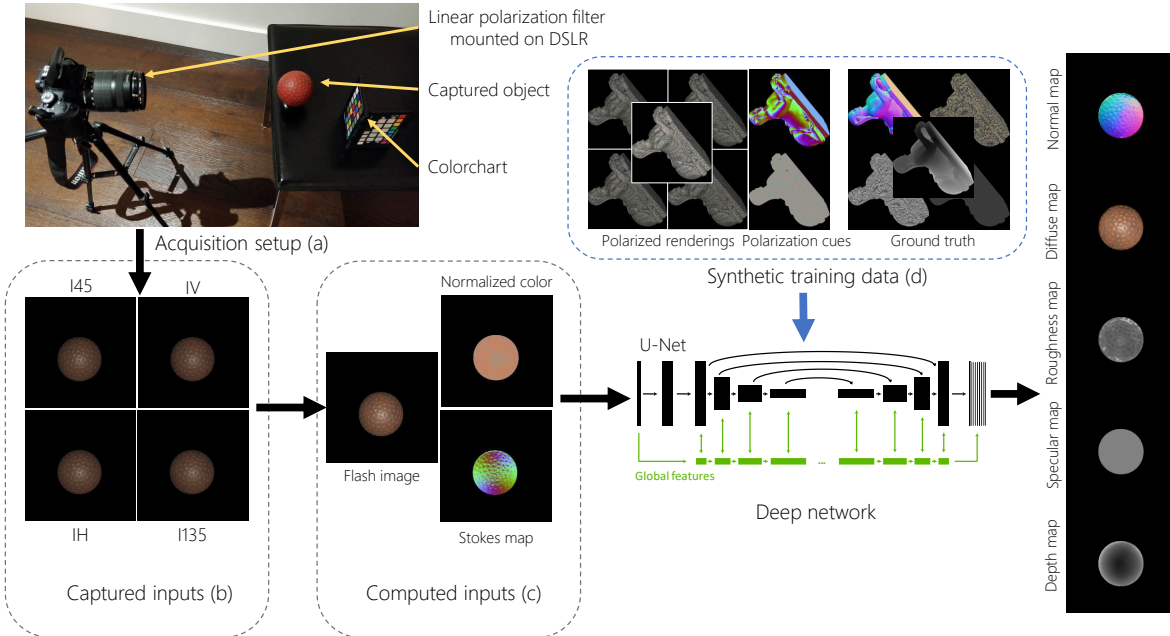 Linear polarization filter
mounted on DSLR
Captured object
Colorchart
Acquisition setup (a)
I45
IV
IH
I135
Captured inputs (b)
Normalized color
Flash image
Stokes map
Computed inputs (c)
Polarized renderings
Polarization cues
Ground truth
Synthetic training data (d)
U-Net
...
Global features
Deep network
Normal map
Diffuse map
Roughness map
Specular map
Depth map